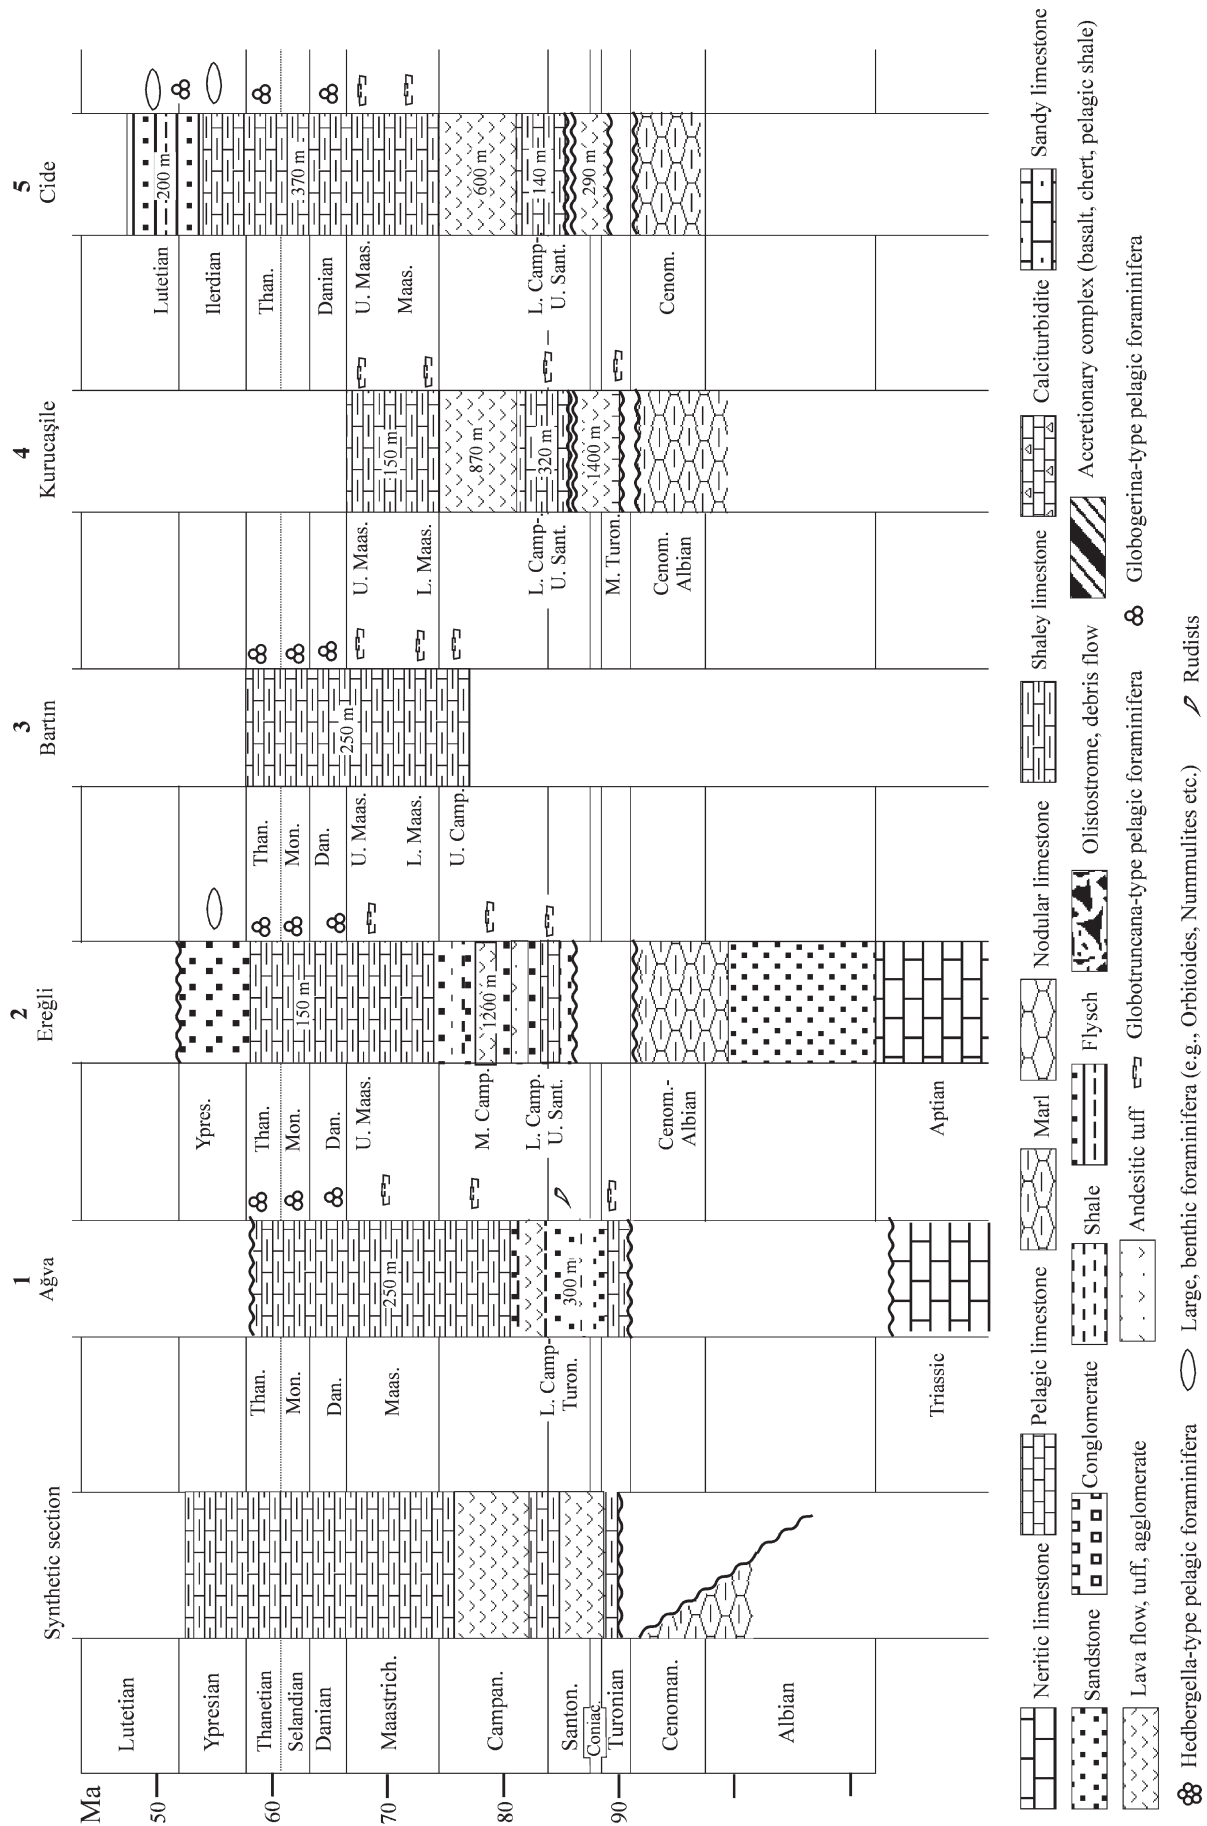 Ma
50
60
70
80
90
Lutetian
Ypresian
Thanetian
Selandian
Danian
Maastrich.
Campan.
Santon.
Coniac.
Turonian
Cenoman.
Albian
Synthetic section
1
Ağva
Than.
Mon.
Dan.
Maas.
L. Camp-
Turon.
Triassic
250 m
300 m
2
Ereğli
Ypres.
Than.
Mon.
Dan.
U. Maas.
M. Camp.
L. Camp.
U. Sant.
Cenom.-
Albian
Aptian
150 m
1200 m
3
Bartın
Than.
Mon.
Dan.
U. Maas.
L. Maas.
U. Camp.
250 m
4
Kurucaşile
U. Maas.
L. Maas.
L. Camp-
U. Sant.
M. Turon.
Cenom.
Albian
150 m
870 m
320 m
1400 m
5
Cide
Lutetian
Ilerdian
Than.
Danian
U. Maas.
Maas.
L. Camp-
U. Sant.
Cenom.
200 m
370 m
600 m
140 m
290 m
Neritic limestone
Pelagic limestone
Marl
Nodular limestone
Shaley limestone
Calciturbidite
Sandy limestone
Sandstone
Conglomerate
Shale
Flysch
Olistostrome, debris flow
Accretionary complex (basalt, chert, pelagic shale)
Lava flow, tuff, agglomerate
Andesitic tuff
Globotruncana-type pelagic foraminifera
Globogerina-type pelagic foraminifera
Hedbergella-type pelagic foraminifera
Large, benthic foraminifera (e.g., Orbitoides, Nummulites etc.)
Rudists